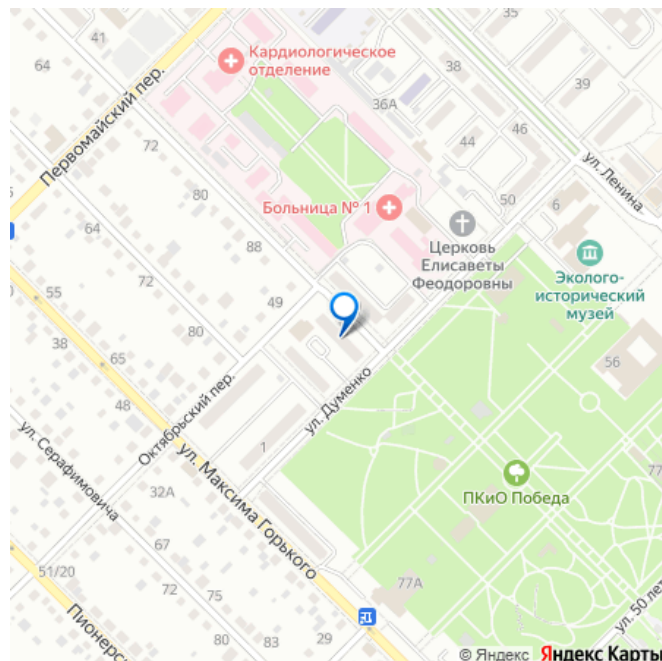 35
41
Кардиологическое
отделение
64
38
39
36А
Первомайский пер.
72
44
46
ул. Ленина
80
Больница № 1
50
6
64
88
Церковь
Елисаветы
Феодоровны
Эколого-
исторический
музей
72
55
49
38
65
80
56
48
Октябрьский пер.
ул. Думенко
ул. Серафимовича
1
ул. Максима Горького
ПКиО Победа
32А
67
51/20
72
77А
75
ул. 50 лет
80
83
29
© Яндекс Яндекс Карты